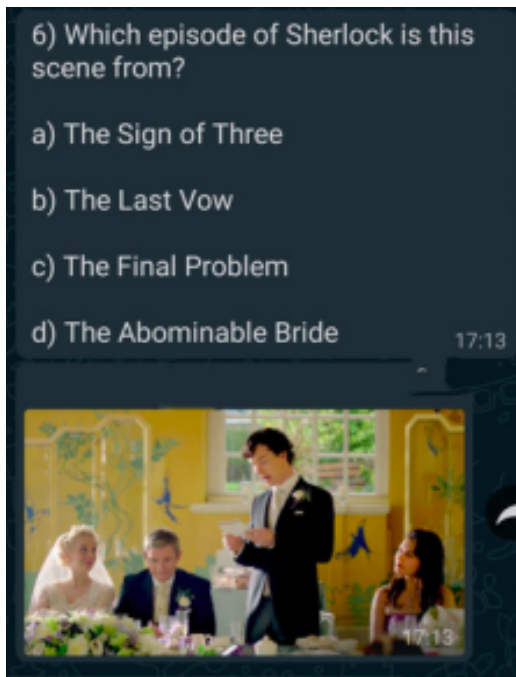 6) Which episode of Sherlock is this
scene from?
a) The Sign of Three
b) The Last Vow
c) The Final Problem
d) The Abominable Bride
17:13
17:13